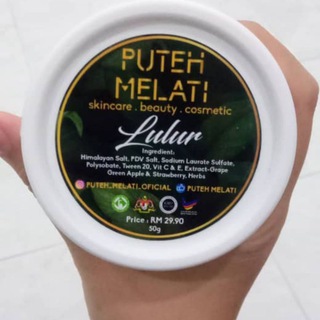 PUTEH
MELATI
skincare . beauty . cosmetic
Lulur
Ingredient:
Himalayan Salt, PDV Salt, Sodium Laurate Sulfate,
Polysobate, Tween 20, Vit C & E, Extract-Grape
Green Apple & Strawberry, Herbs
PUTEH_MELATI_OFICIAL PUTEH MELATI
Price : RM 29.90
50g